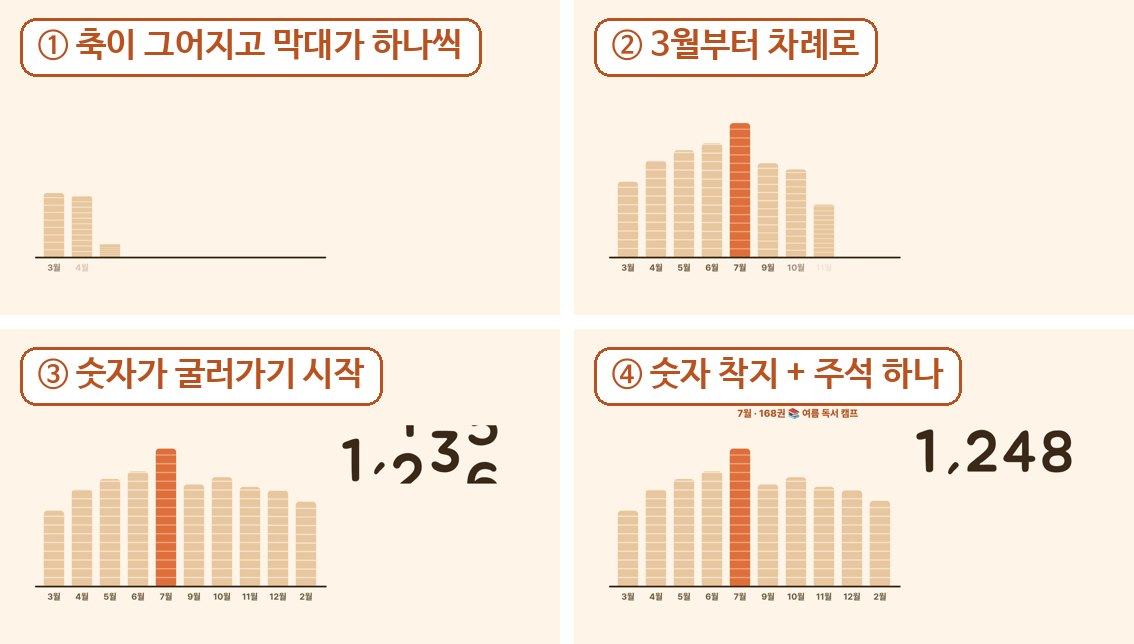 ① 축이 그어지고 막대가 하나씩
3월 4월
② 3월부터 차례로
3월 4월 5월 6월 7월 9월 10월 11월
③ 숫자가 굴러가기 시작
3월 4월 5월 6월 7월 9월 10월 11월 12월 2월
④ 숫자 착지 + 주석 하나
7월 · 168권 📚 여름 독서 캠프
1,248
3월 4월 5월 6월 7월 9월 10월 11월 12월 2월